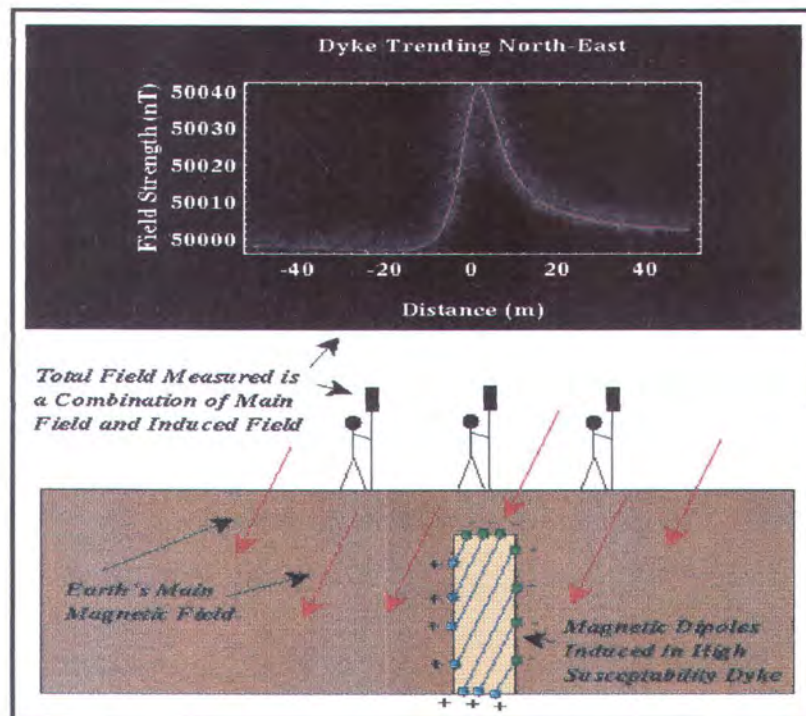 Dyke Trending North-East
Field Strength (nT)
50040
50030
50020
50010
50000
-40 -20 0 20 40
Distance (m)
Total Field Measured is
a Combination of Main
Field and Induced Field
Earth's Main
Magnetic Field
Magnetic Dipoles
Induced in High
Susceptability Dyke
+
+
+
+
+ + +